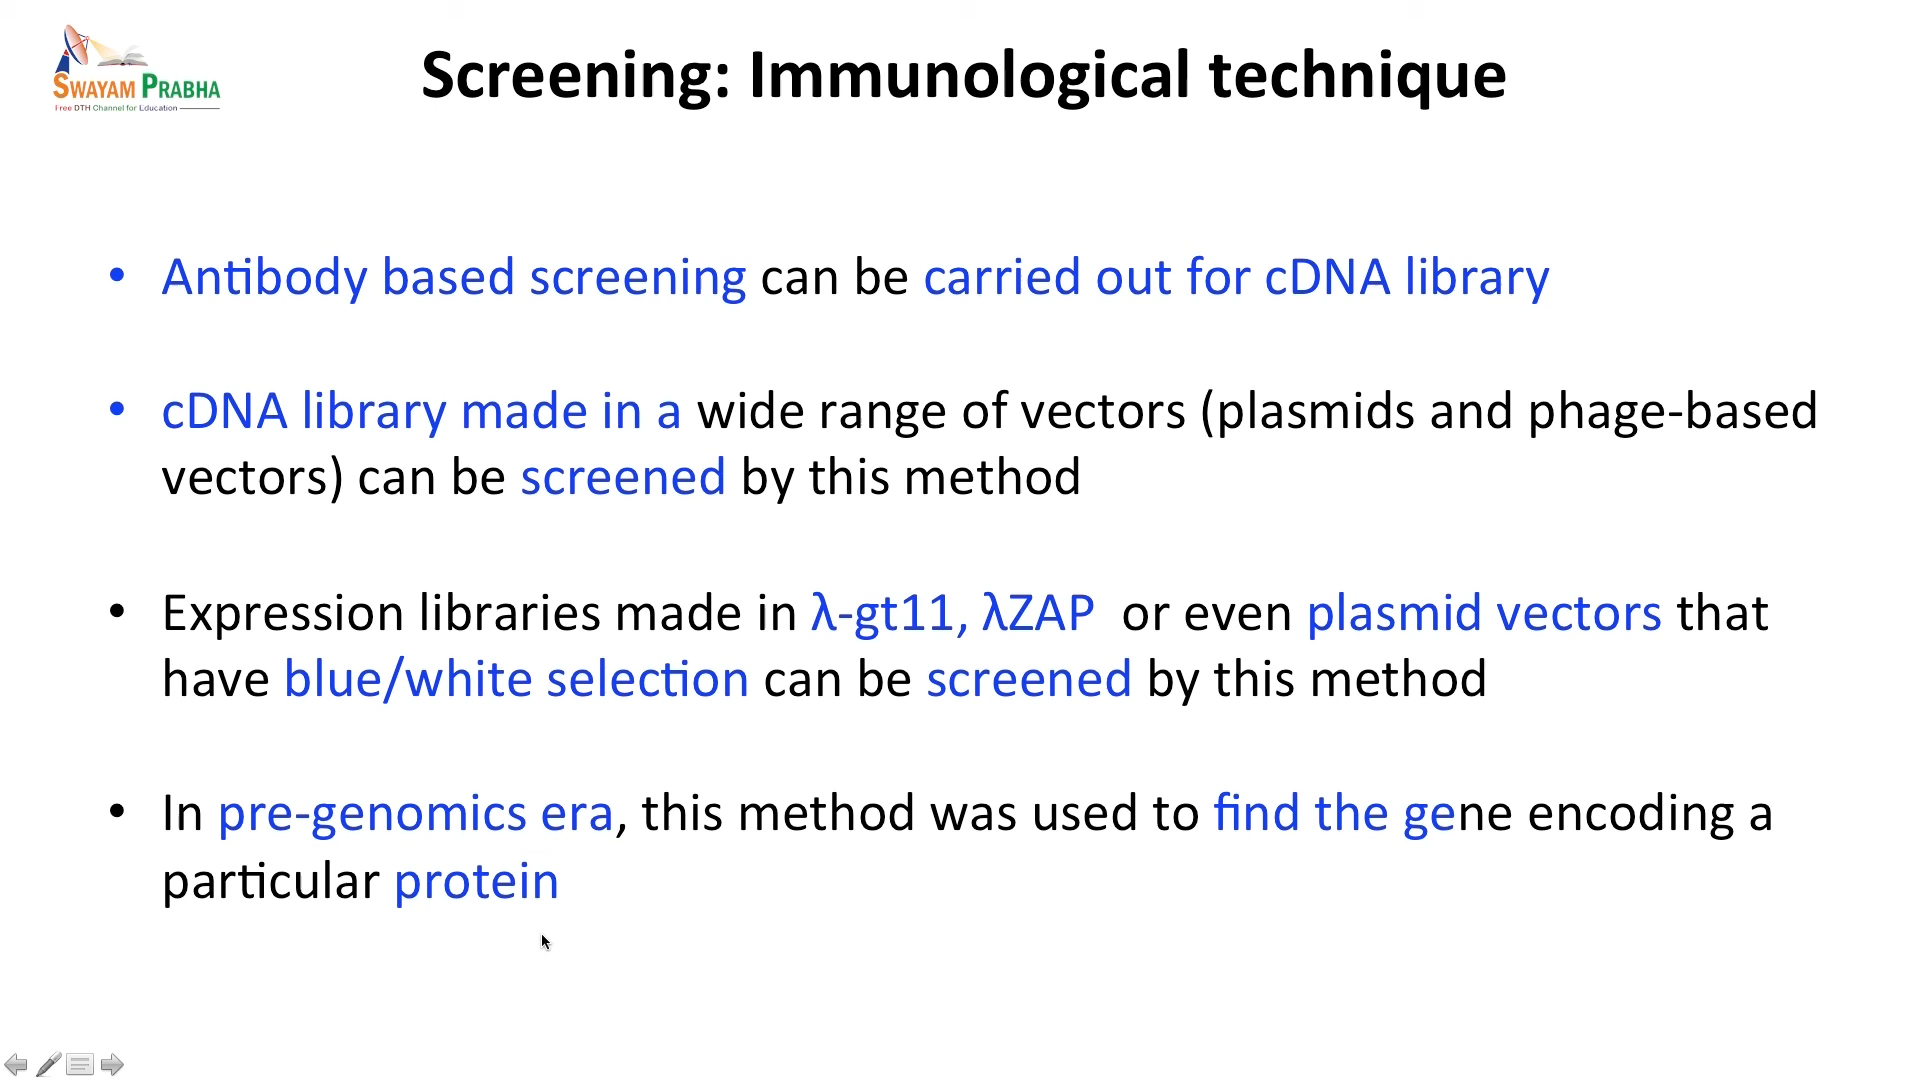 SWAYAM PRABHA
Free DTH Channel for Education
Screening: Immunological technique
• Antibody based screening can be carried out for cDNA library
• cDNA library made in a wide range of vectors (plasmids and phage-based
vectors) can be screened by this method
• Expression libraries made in λ-gt11, λZAP or even plasmid vectors that
have blue/white selection can be screened by this method
• In pre-genomics era, this method was used to find the gene encoding a
particular protein